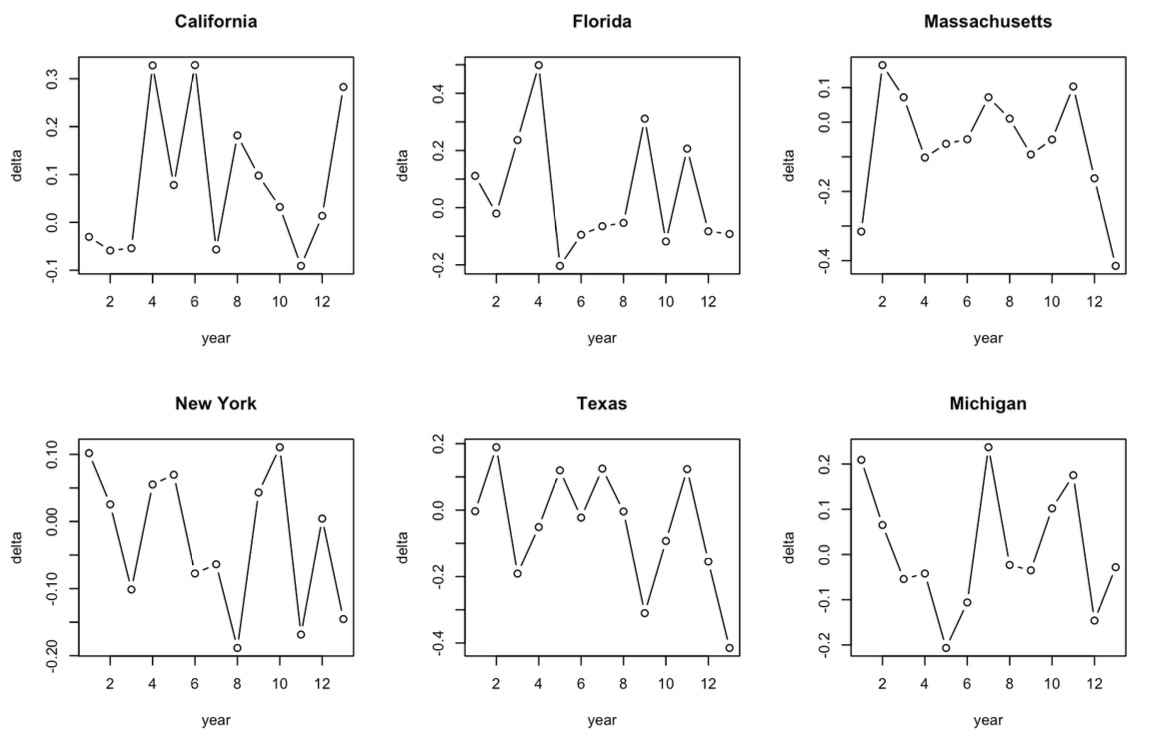 California
delta
0.3
0.2
0.1
0.0
-0.1
2 4 6 8 10 12
year
Florida
delta
0.4
0.2
0.0
-0.2
2 4 6 8 10 12
year
Massachusetts
delta
0.1
0.0
-0.2
-0.4
2 4 6 8 10 12
year
New York
delta
0.10
0.00
-0.10
-0.20
2 4 6 8 10 12
year
Texas
delta
0.2
0.0
-0.2
-0.4
2 4 6 8 10 12
year
Michigan
delta
0.2
0.1
0.0
-0.1
-0.2
2 4 6 8 10 12
year